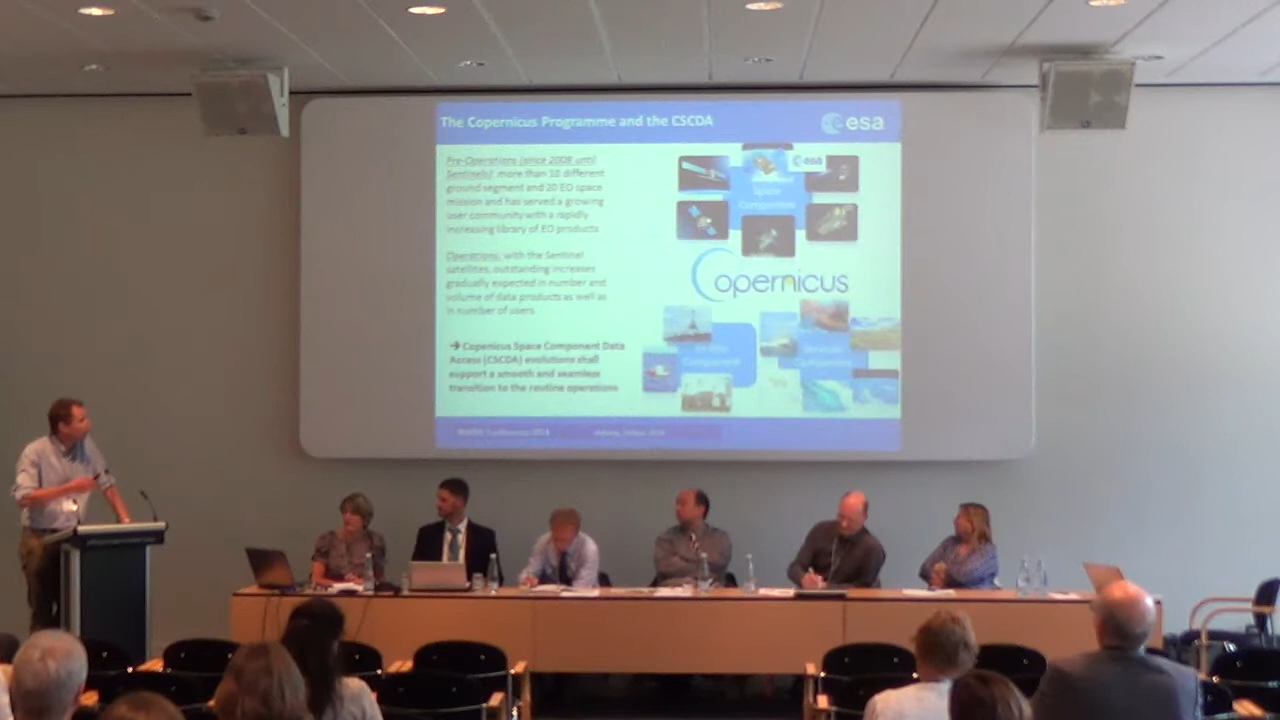 The Copernicus Programme and the CSCDA
esa
Pre-Operations (since 2008 until
Sentinels): more than 10 different
ground segment and 20 EO space
mission and has served a growing
user community with a rapidly
increasing library of EO products
Operations: with the Sentinel
satellites, outstanding increases
gradually expected in number and
volume of data products as well as
in number of users
→ Copernicus Space Component Data
Access (CSCDA) evolutions shall
support a smooth and seamless
transition to the routine operations
esa
Space
Component
Copernicus
Component